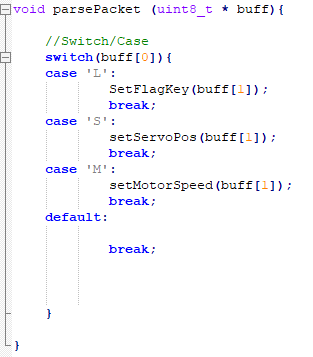 void parsePacket (uint8_t * buff){
//Switch/Case
switch(buff[0]){
case 'L':
SetFlagKey(buff[1]);
break;
case 'S':
setServoPos(buff[1]);
break;
case 'M':
setMotorSpeed(buff[1]);
break;
default:
break;
}
}